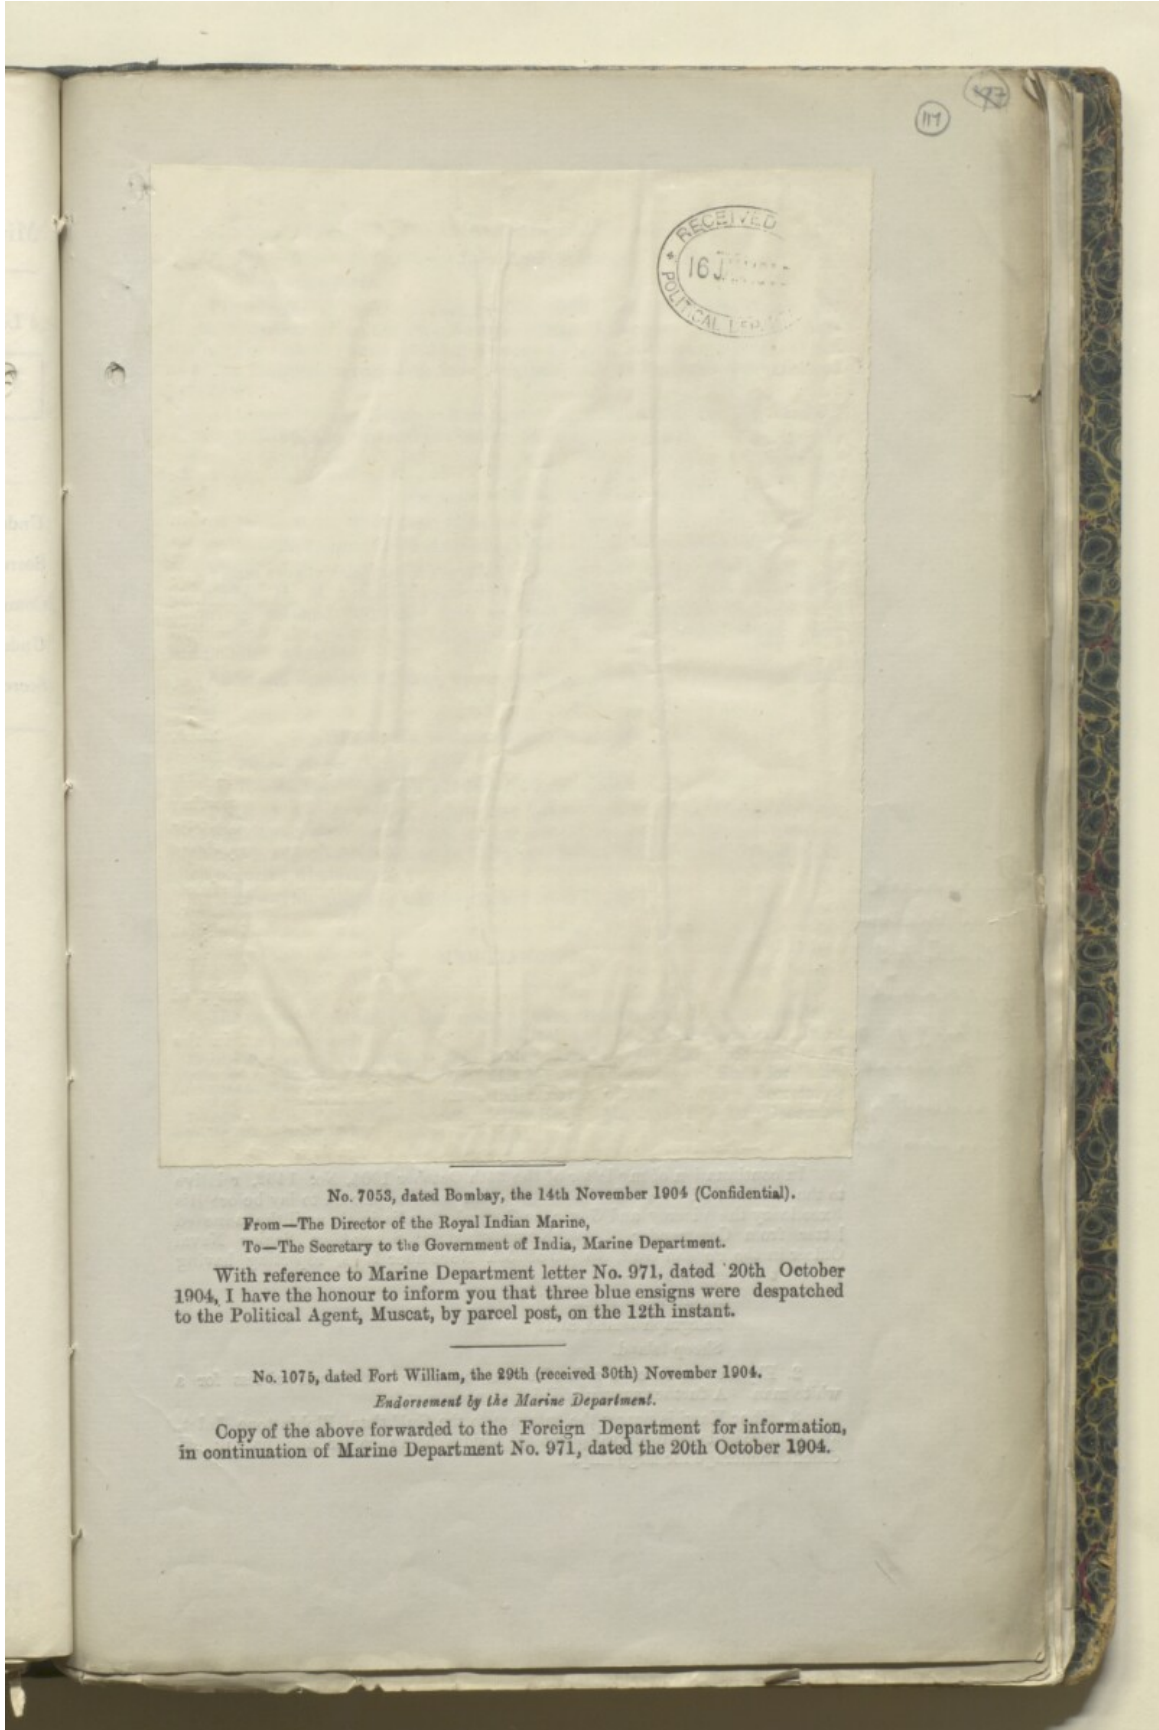 117
RECEIVED
16 J
POLITICAL DEP
No. 7053, dated Bombay, the 14th November 1904 (Confidential).
From—The Director of the Royal Indian Marine,
To—The Secretary to the Government of India, Marine Department.
With reference to Marine Department letter No. 971, dated 20th October
1904, I have the honour to inform you that three blue ensigns were despatched
to the Political Agent, Muscat, by parcel post, on the 12th instant.
No. 1075, dated Fort William, the 29th (received 30th) November 1904.
Endorsement by the Marine Department.
Copy of the above forwarded to the Foreign Department for information,
in continuation of Marine Department No. 971, dated the 20th October 1904.